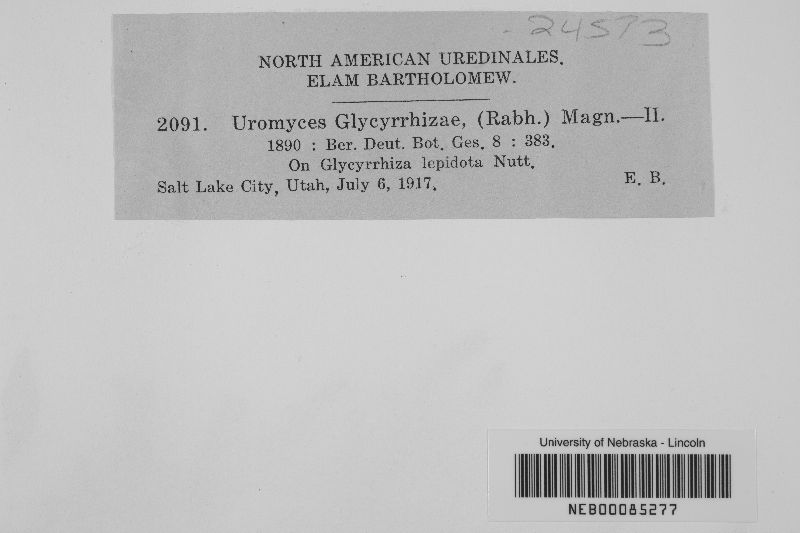 24573
NORTH AMERICAN UREDINALES.
ELAM BARTHOLOMEW.
2091. Uromyces Glycyrrhizae, (Rabh.) Magn.—II.
1890 : Ber. Deut. Bot. Ges. 8 : 383.
On Glycyrrhiza lepidota Nutt.
Salt Lake City, Utah, July 6, 1917. E. B.
University of Nebraska - Lincoln
NEB00085277